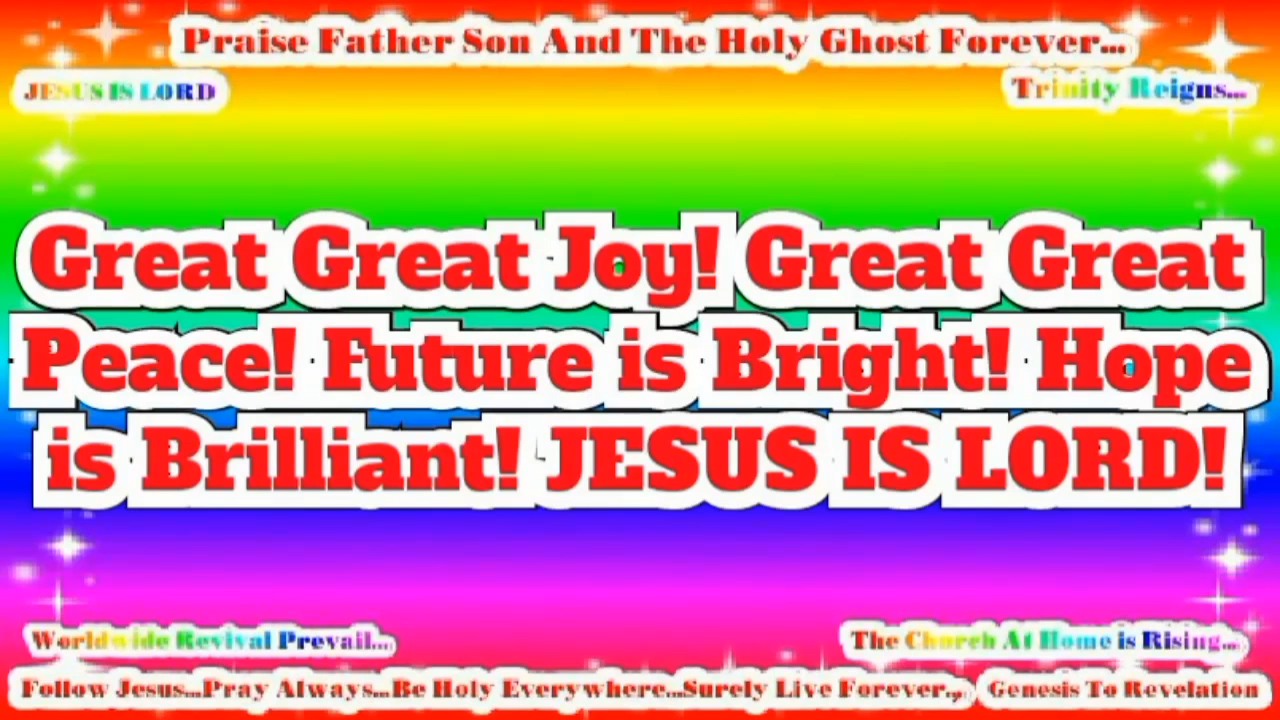 Praise Father Son And The Holy Ghost Forever...
JESUS IS LORD
Trinity Reigns...
Great Great Joy! Great Great
Peace! Future is Bright! Hope
is Brilliant! JESUS IS LORD!
Worldwide Revival Prevail...
The Church At Home is Rising...
Follow Jesus...Pray Always...Be Holy Everywhere...Surely Live Forever..,
Genesis To Revelation